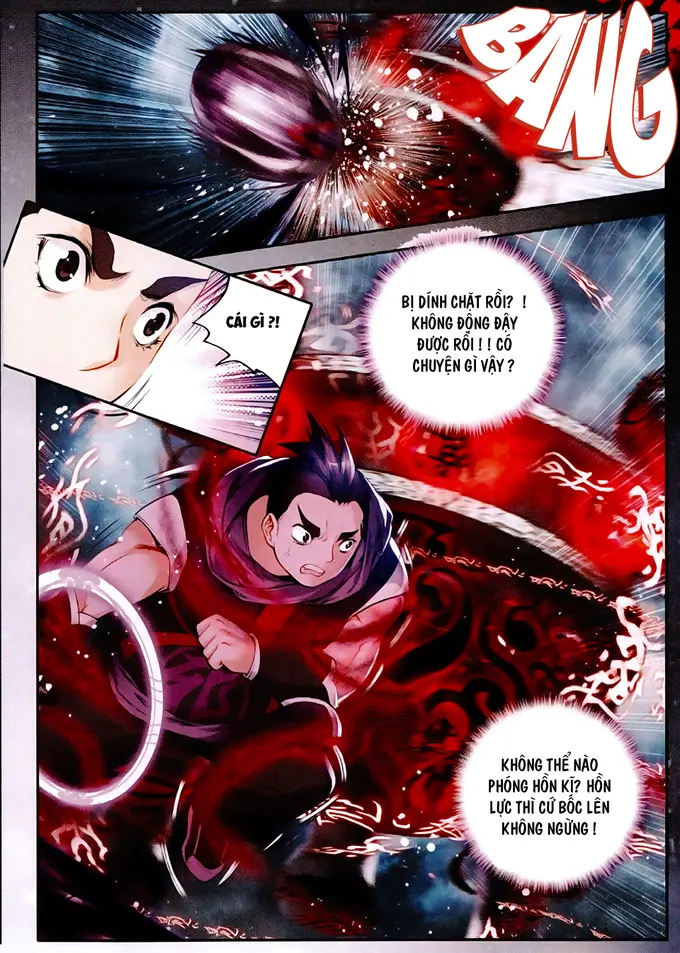 BANG
CÁI GÌ ?!
BỊ DÍNH CHẶT RỒI? !
KHÔNG ĐỘNG ĐẬY
ĐƯỢC RỒI ! ! CÓ
CHUYỆN GÌ VẬY ?
KHÔNG THỂ NÀO
PHÓNG HỒN KĨ? HỒN
LỰC THÌ CỨ BỐC LÊN
KHÔNG NGỪNG !